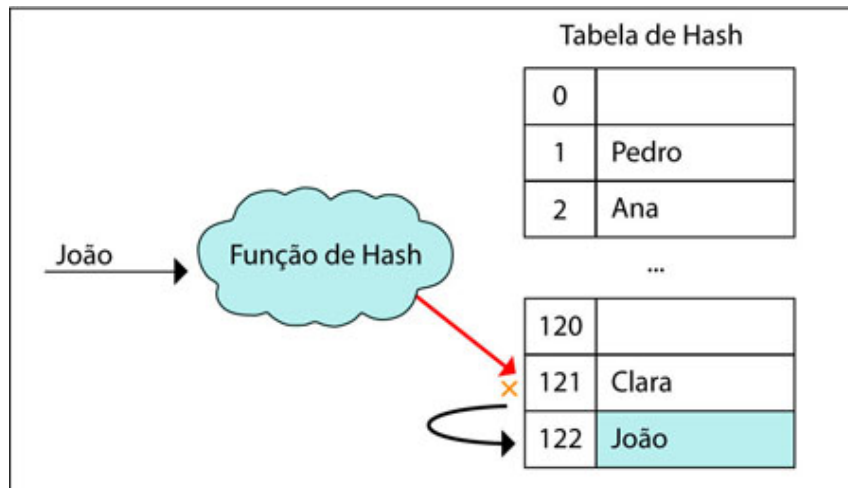 Tabela de Hash
0
1 Pedro
2 Ana
João
Função de Hash
...
120
121 Clara
122 João